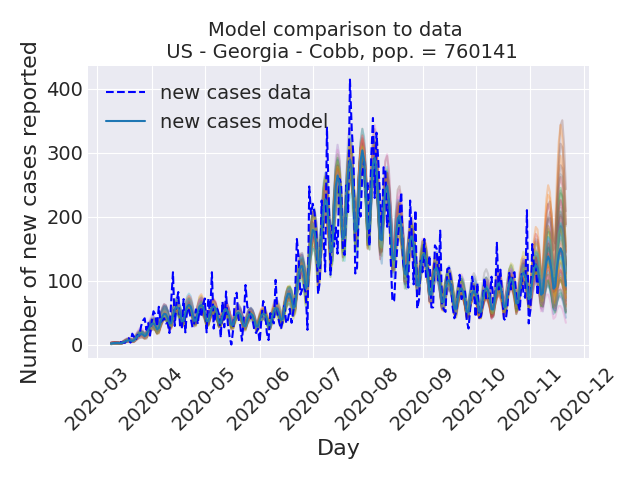 Model comparison to data
US - Georgia - Cobb, pop. = 760141
Number of new cases reported
400
300
200
100
0
new cases data
new cases model
2020-03
2020-04
2020-05
2020-06
2020-07
2020-08
2020-09
2020-10
2020-11
2020-12
Day